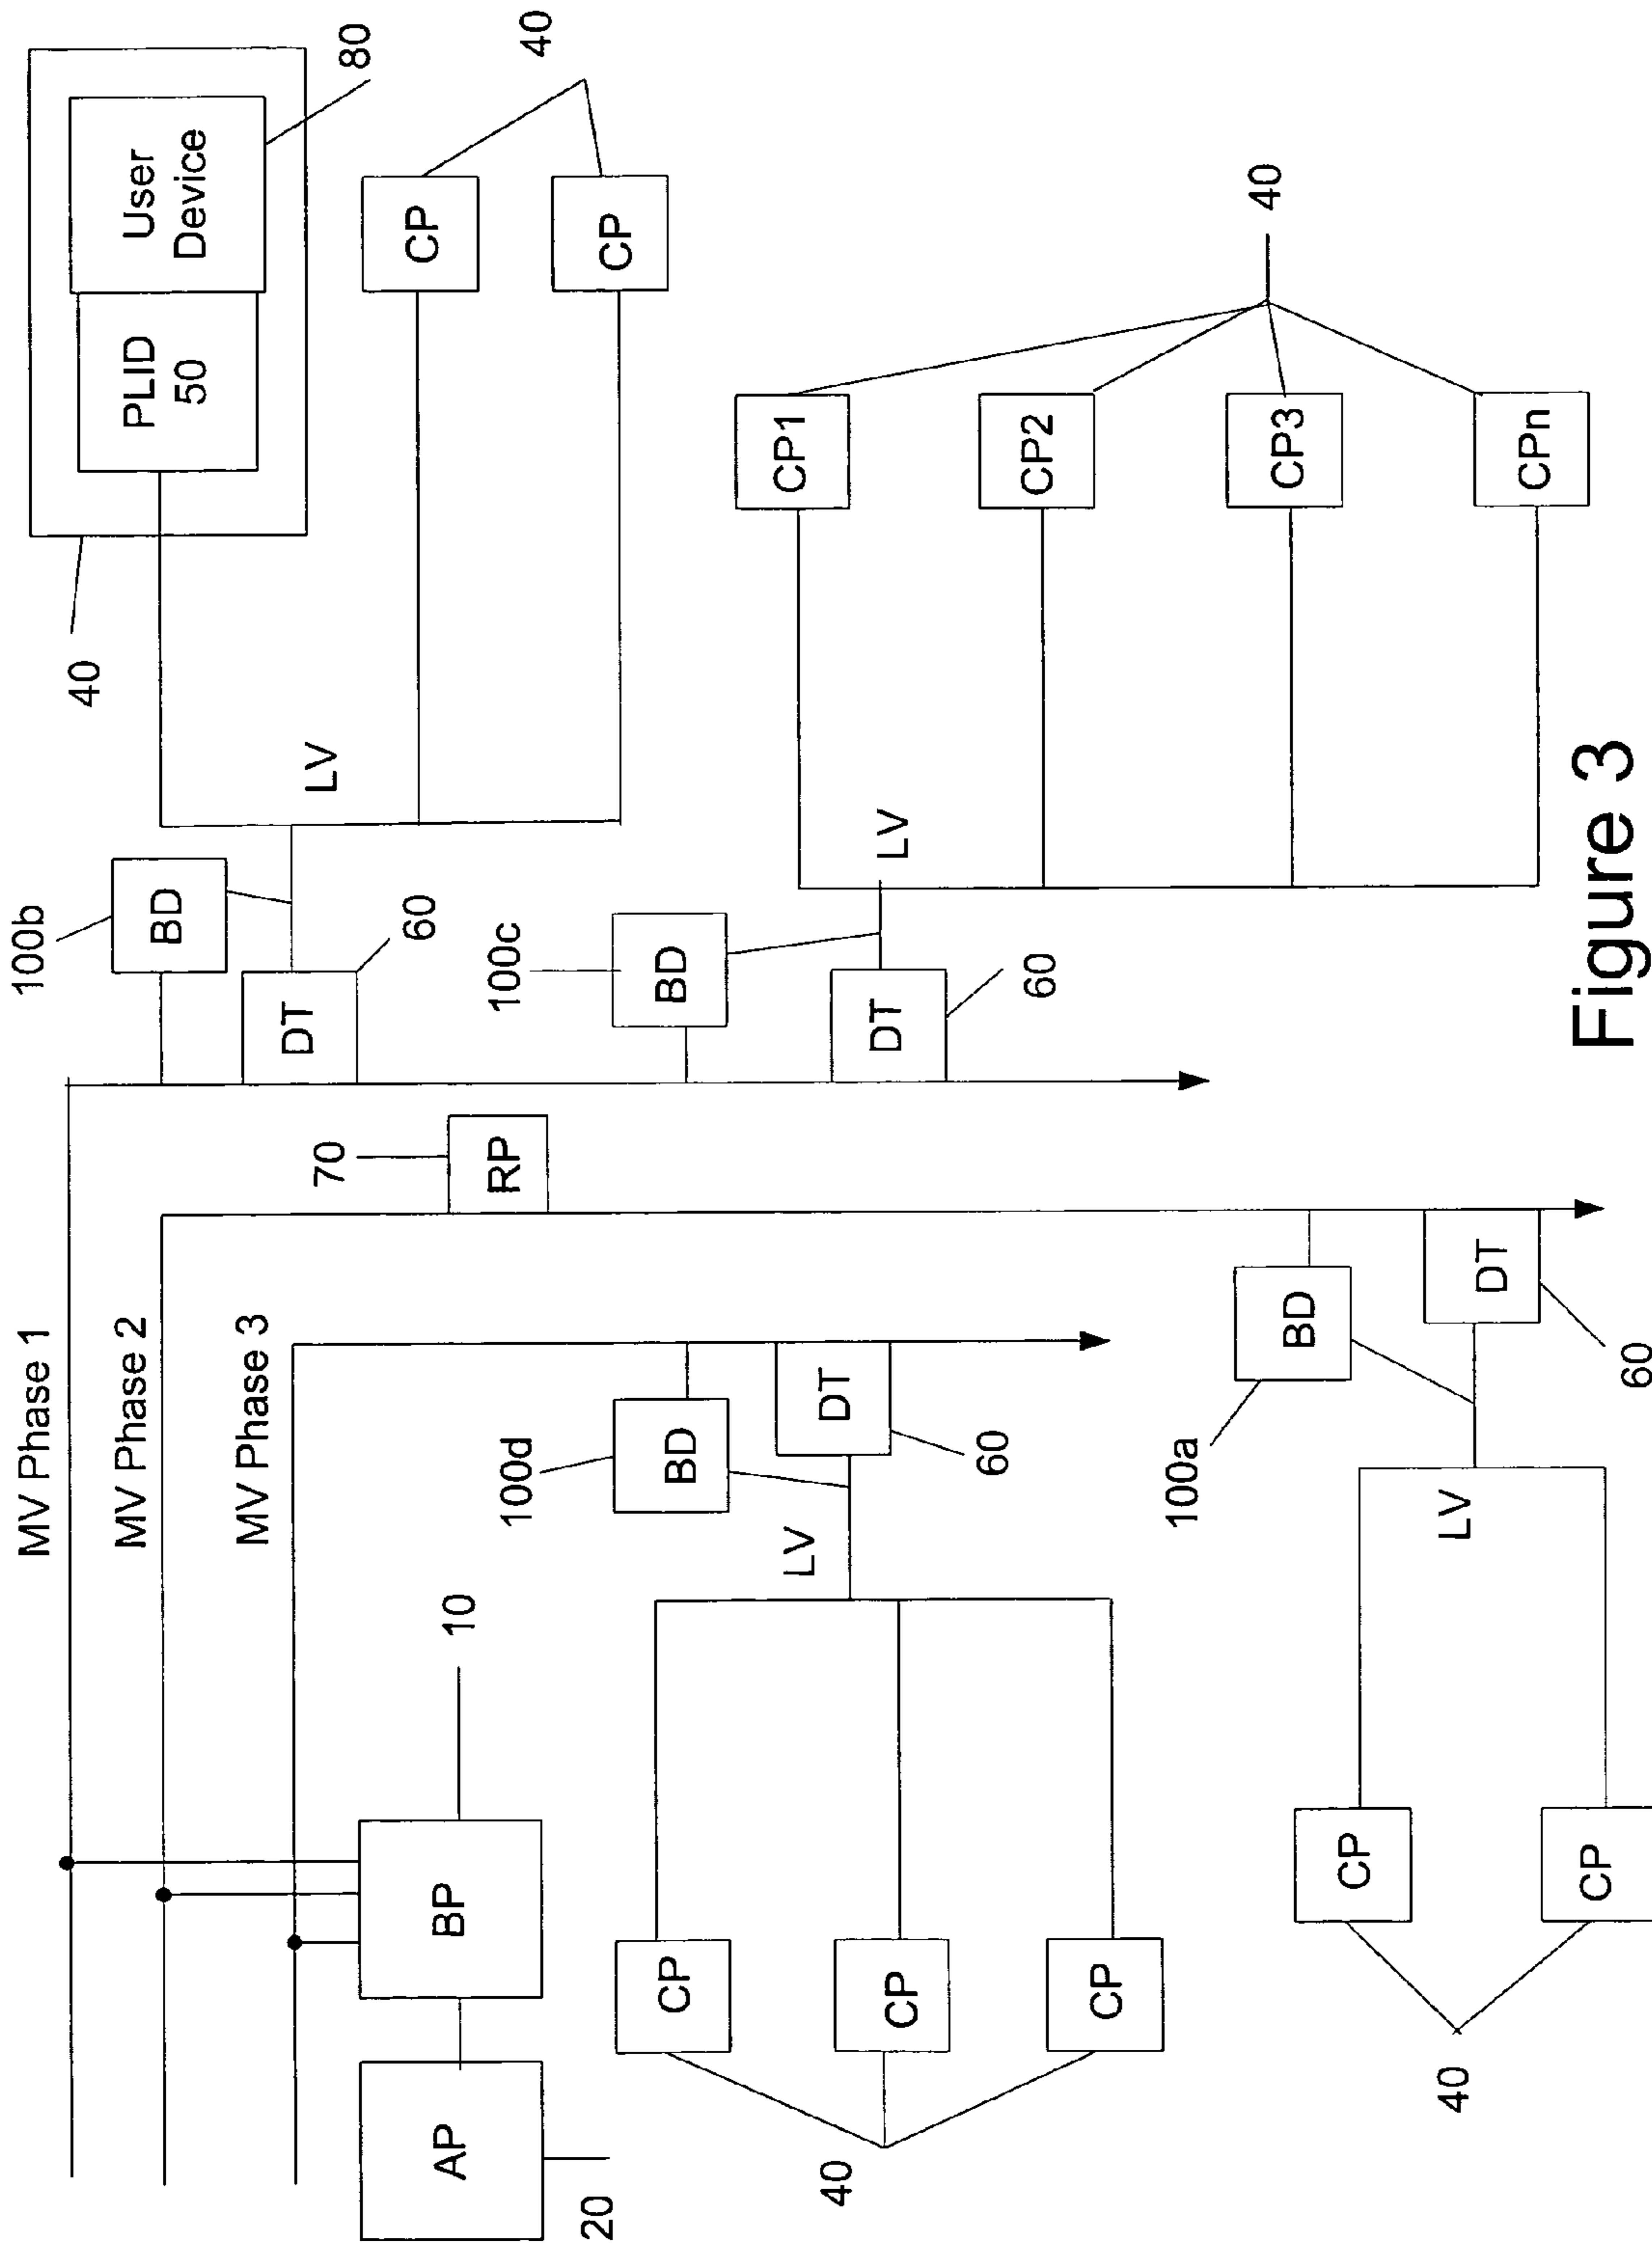 MV Phase 1
MV Phase 2
MV Phase 3
AP
20
BP
10
CP
CP
CP
40
LV
100d
BD
DT
60
CP
CP
40
LV
100a
BD
DT
60
70
RP
100b
BD
DT
60
LV
40
PLID
50
User
Device
80
CP
CP
40
100c
BD
DT
60
LV
CP1
CP2
CP3
CPn
40
Figure 3